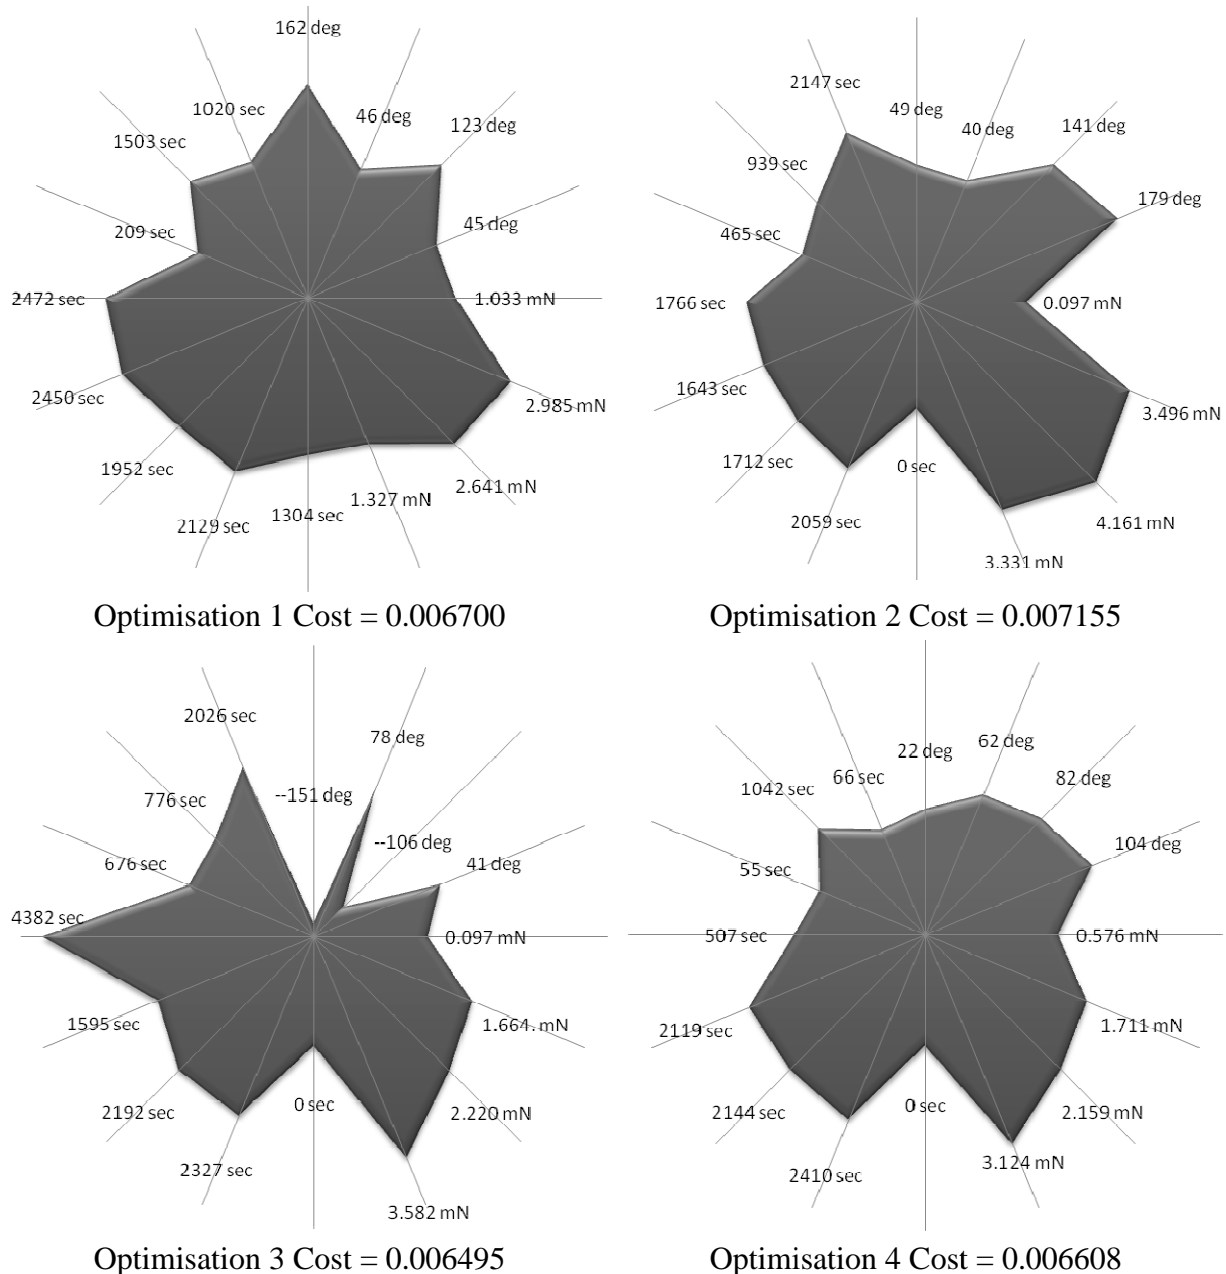 162 deg
46 deg
123 deg
45 deg
1.033 mN
2.985 mN
2.641 mN
1.327 mN
1304 sec
2129 sec
1952 sec
2450 sec
2472 sec
209 sec
1503 sec
1020 sec
Optimisation 1 Cost = 0.006700
49 deg
40 deg
141 deg
179 deg
0.097 mN
3.496 mN
4.161 mN
3.331 mN
0 sec
2059 sec
1712 sec
1643 sec
1766 sec
465 sec
939 sec
2147 sec
Optimisation 2 Cost = 0.007155
--151 deg
78 deg
--106 deg
41 deg
0.097 mN
1.664. mN
2.220 mN
3.582 mN
0 sec
2327 sec
2192 sec
1595 sec
4382 sec
676 sec
776 sec
2026 sec
Optimisation 3 Cost = 0.006495
22 deg
62 deg
82 deg
104 deg
0.576 mN
1.711 mN
2.159 mN
3.124 mN
0 sec
2410 sec
2144 sec
2119 sec
507 sec
55 sec
1042 sec
66 sec
Optimisation 4 Cost = 0.006608